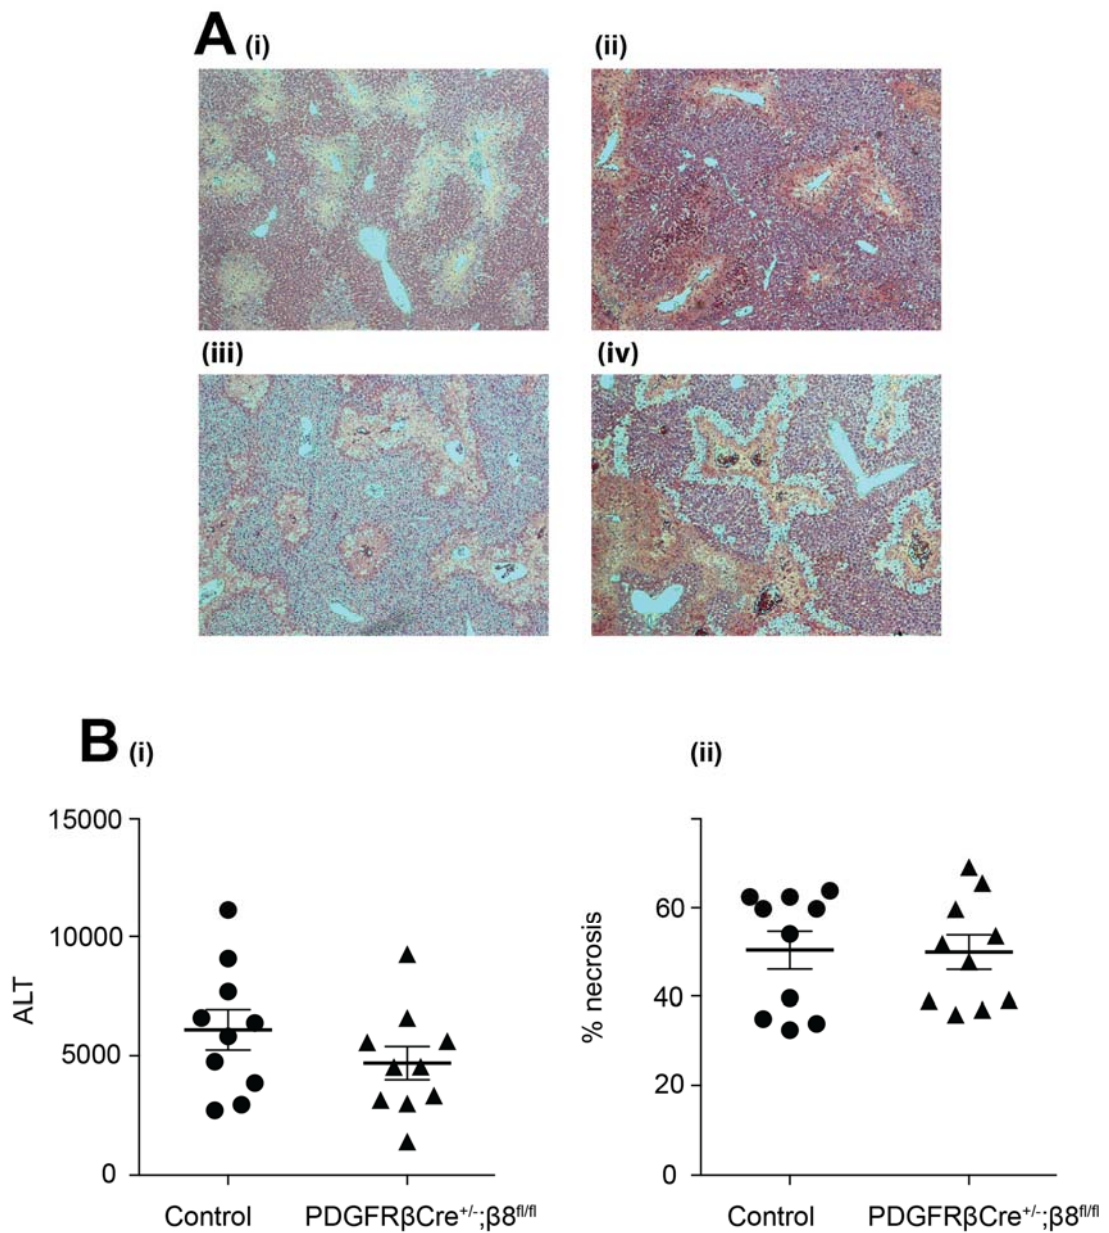 A (i)
(ii)
(iii)
(iv)
B (i)
(ii)
15000
10000
5000
0
ALT
Control
PDGFRβCre+/-;β8fl/fl
60
40
20
0
% necrosis
Control
PDGFRβCre+/-;β8fl/fl